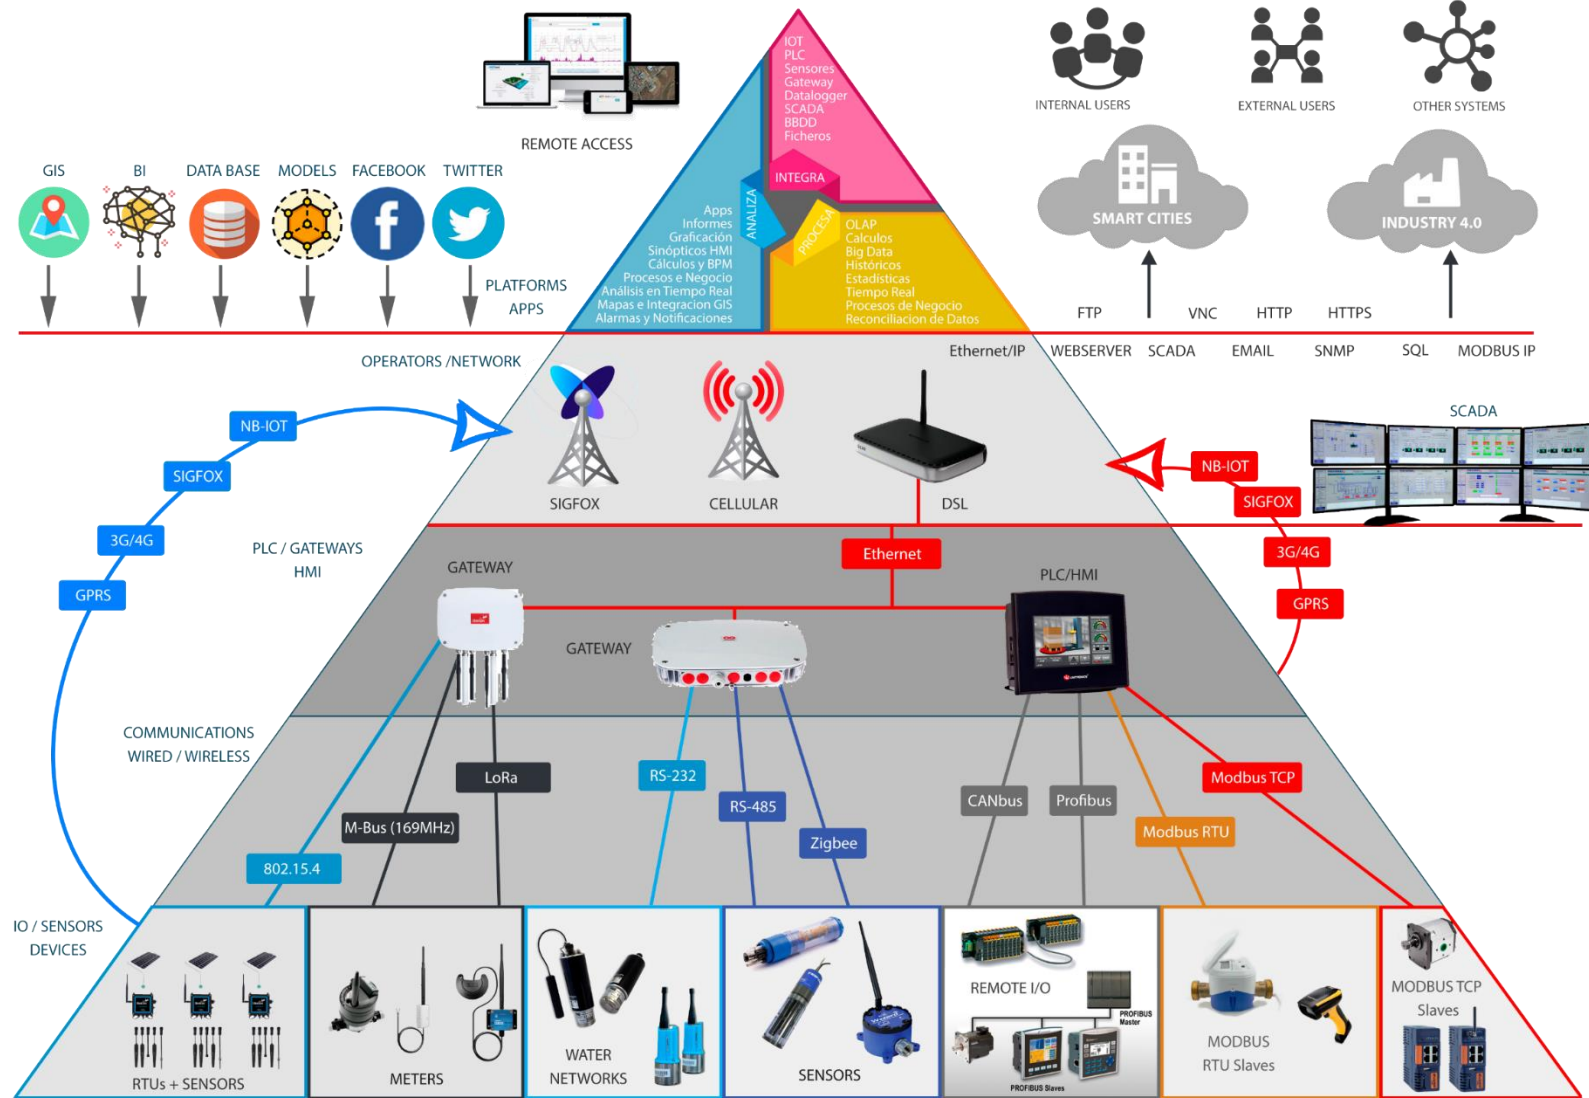 REMOTE ACCESS
IOT
PLC
Sensores
Gateway
Datalogger
SCADA
BBDD
Ficheros
INTEGRA
ANALIZA
PROCESA
Apps
Informes
Graficación
Sinópticos HMI
Cálculos y BPM
Procesos e Negocio
Análisis en Tiempo Real
Mapas e Integracion GIS
Alarmas y Notificaciones
OLAP
Calculos
Big Data
Históricos
Estadísticas
Tiempo Real
Procesos de Negocio
Reconciliacion de Datos
INTERNAL USERS
EXTERNAL USERS
OTHER SYSTEMS
SMART CITIES
INDUSTRY 4.0
GIS
BI
DATA BASE
MODELS
FACEBOOK
TWITTER
PLATFORMS
APPS
FTP
VNC
HTTP
HTTPS
Ethernet/IP
WEBSERVER
SCADA
EMAIL
SNMP
SQL
MODBUS IP
OPERATORS /NETWORK
NB-IOT
SIGFOX
3G/4G
GPRS
SIGFOX
CELLULAR
DSL
SCADA
NB-IOT
SIGFOX
3G/4G
GPRS
PLC / GATEWAYS
HMI
GATEWAY
Ethernet
PLC/HMI
GATEWAY
COMMUNICATIONS
WIRED / WIRELESS
802.15.4
M-Bus (169MHz)
LoRa
RS-232
RS-485
Zigbee
CANbus
Profibus
Modbus RTU
Modbus TCP
IO / SENSORS
DEVICES
RTUs + SENSORS
METERS
WATER
NETWORKS
SENSORS
REMOTE I/O
PROFIBUS
Master
PROFIBUS Slaves
MODBUS
RTU Slaves
MODBUS TCP
Slaves